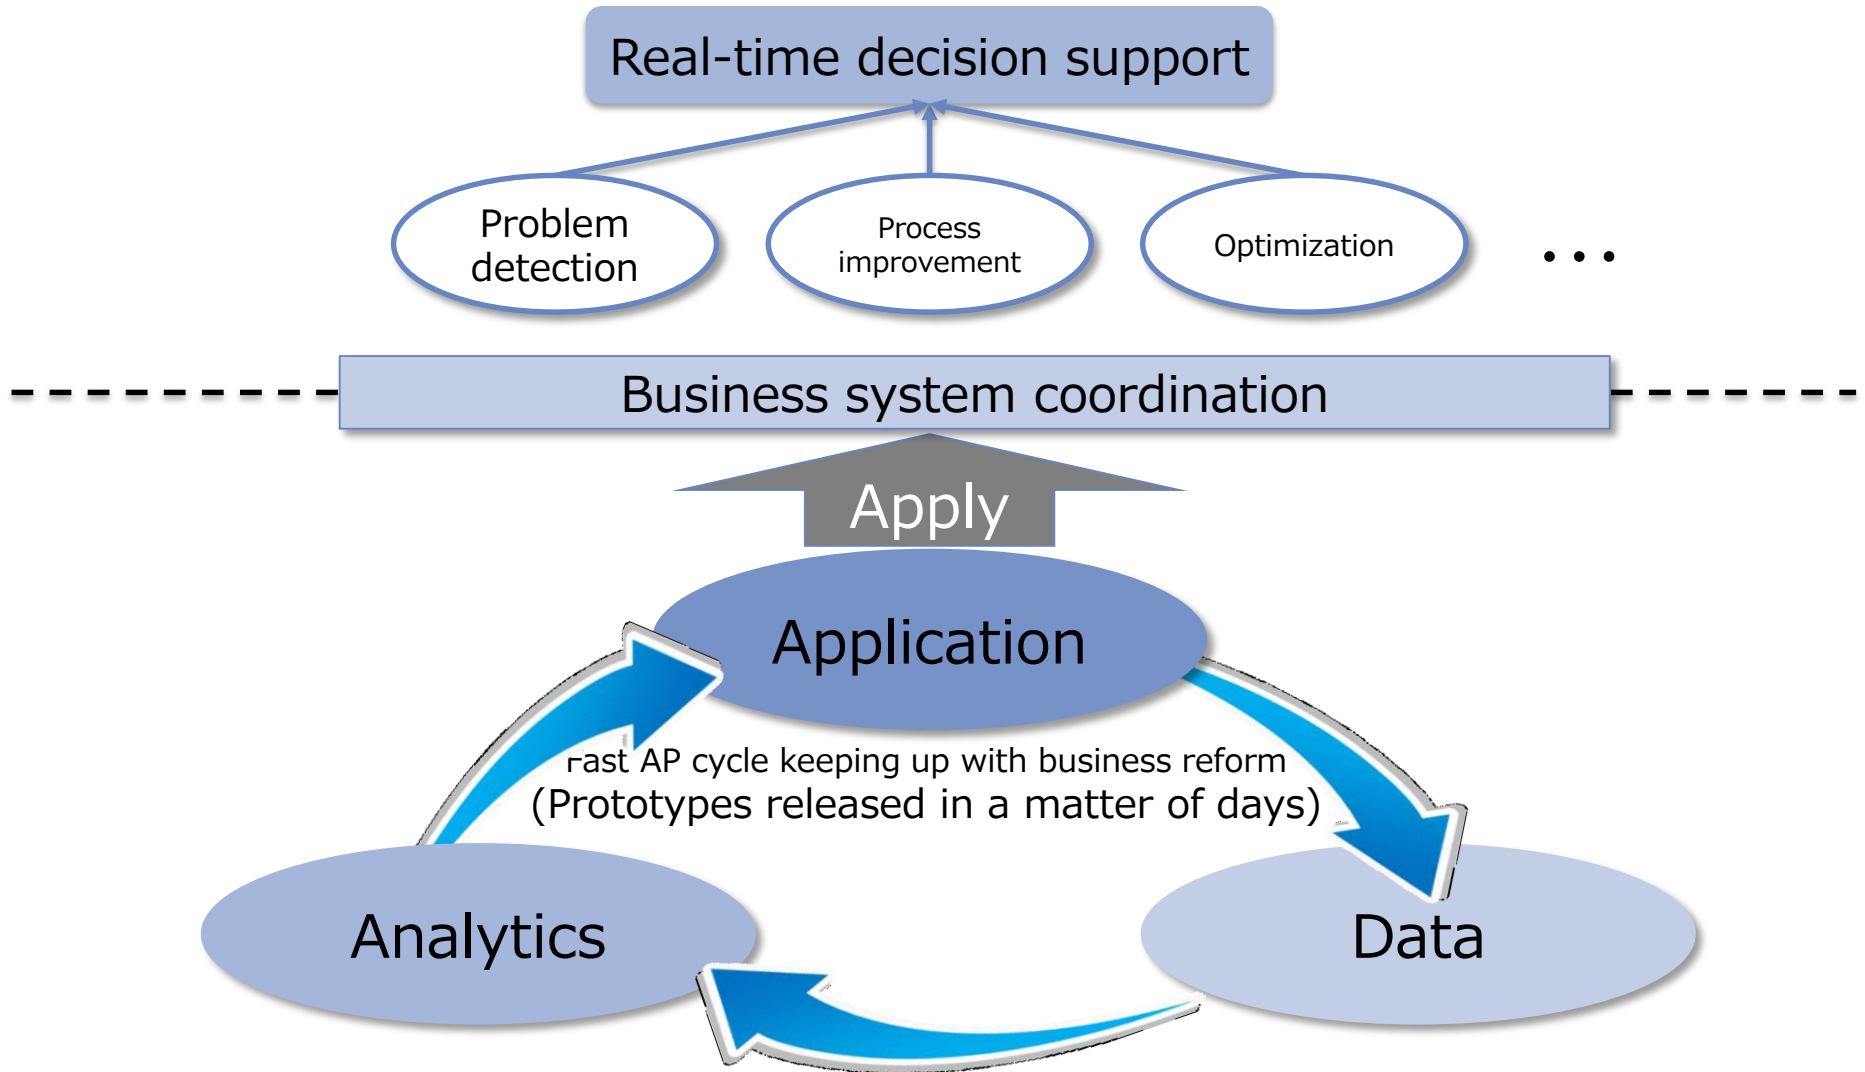 Real-time decision support
Problem
detection
Process
improvement
Optimization
• • •
Business system coordination
Apply
Application
Fast AP cycle keeping up with business reform
(Prototypes released in a matter of days)
Analytics
Data